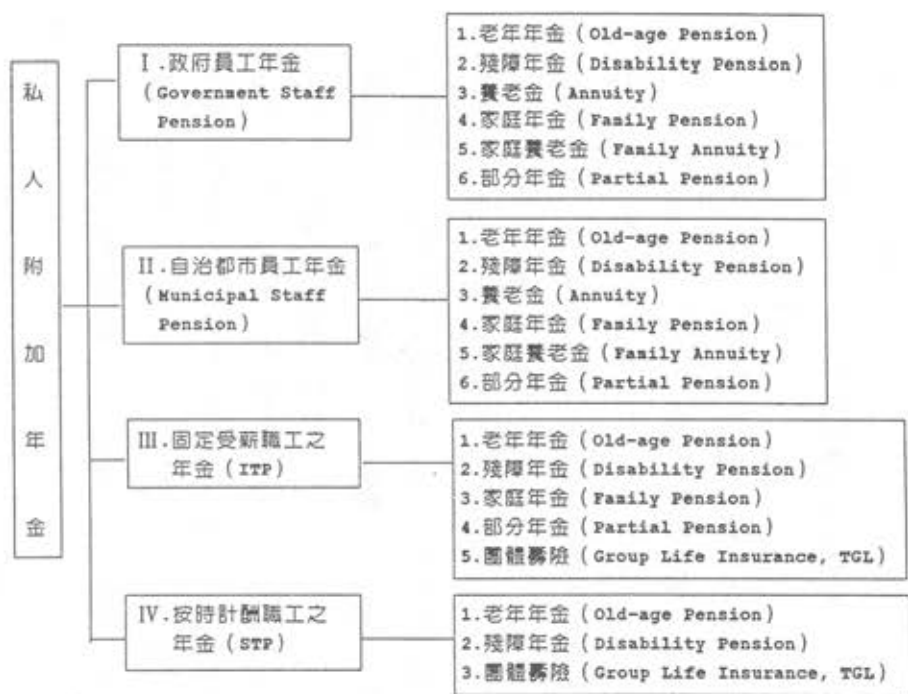 私人附加年金
I.政府員工年金
(Government Staff
Pension)
1.老年年金(Old-age Pension)
2.殘障年金(Disability Pension)
3.養老金(Annuity)
4.家庭年金(Family Pension)
5.家庭養老金(Family Annuity)
6.部分年金(Partial Pension)
II.自治都市員工年金
(Municipal Staff
Pension)
1.老年年金(Old-age Pension)
2.殘障年金(Disability Pension)
3.養老金(Annuity)
4.家庭年金(Family Pension)
5.家庭養老金(Family Annuity)
6.部分年金(Partial Pension)
III.固定受薪職工之
年金(ITP)
1.老年年金(Old-age Pension)
2.殘障年金(Disability Pension)
3.家庭年金(Family Pension)
4.部分年金(Partial Pension)
5.團體壽險(Group Life Insurance, TGL)
IV.按時計酬職工之
年金(STP)
1.老年年金(Old-age Pension)
2.殘障年金(Disability Pension)
3.團體壽險(Group Life Insurance, TGL)